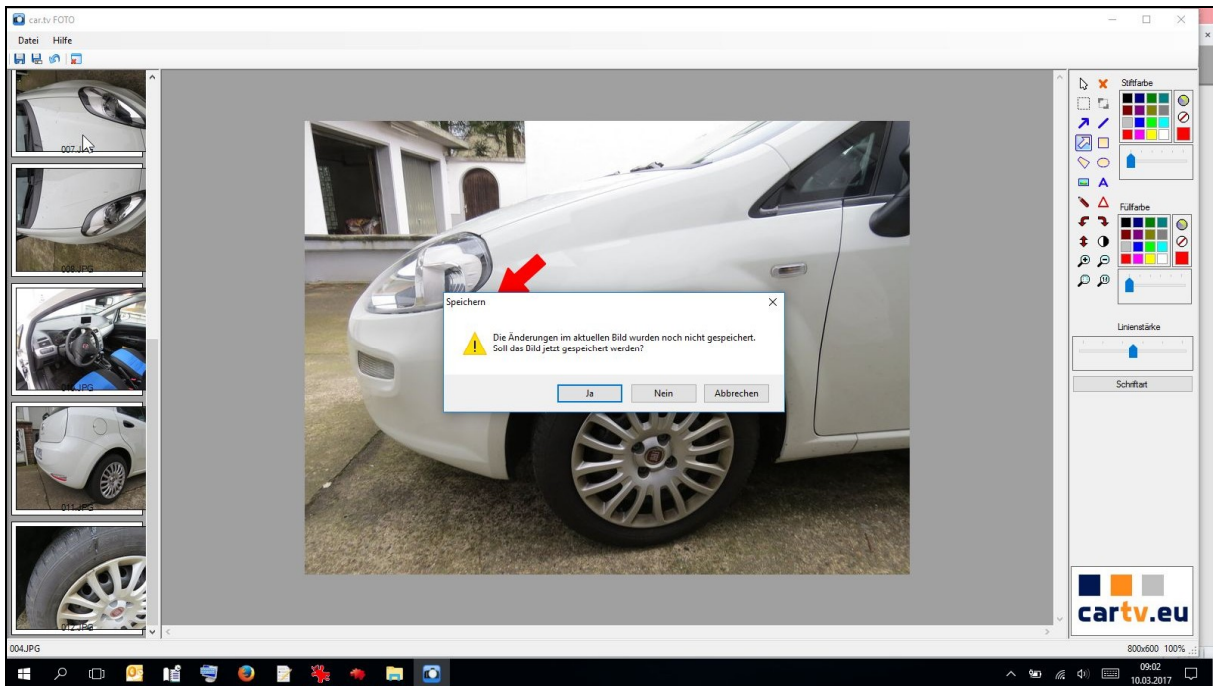 car.tv FOTO
Datei Hilfe
007.JPG
008.JPG
010.JPG
011.JPG
012.JPG
Speichern
Die Änderungen im aktuellen Bild wurden noch nicht gespeichert.
Soll das Bild jetzt gespeichert werden?
Ja Nein Abbrechen
Stiftfarbe
A
Füllfarbe
Linienstärke
Schriftart
cartv.eu
004.JPG
800x600 100%
09:02
10.03.2017